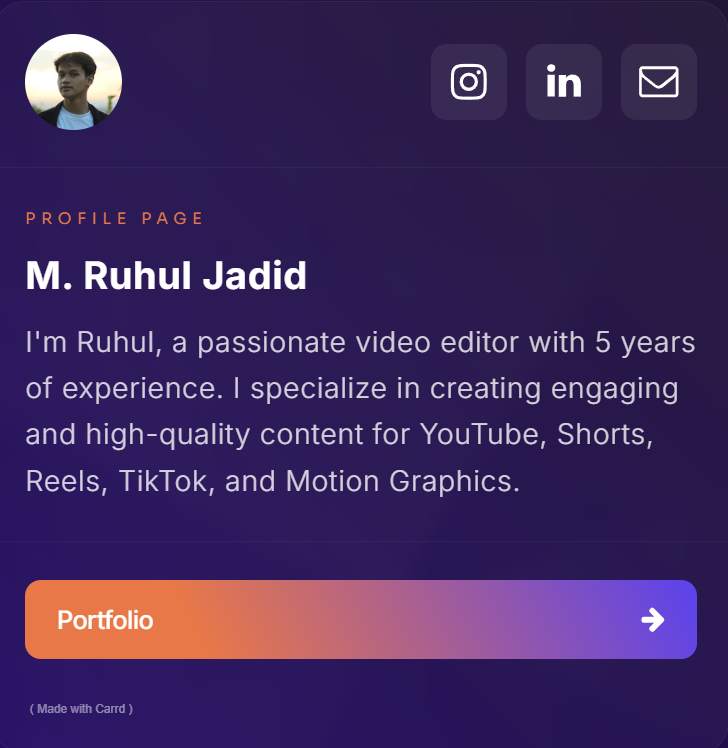 PROFILE PAGE
M. Ruhul Jadid
I'm Ruhul, a passionate video editor with 5 years
of experience. I specialize in creating engaging
and high-quality content for YouTube, Shorts,
Reels, TikTok, and Motion Graphics.
Portfolio
( Made with Carrd )